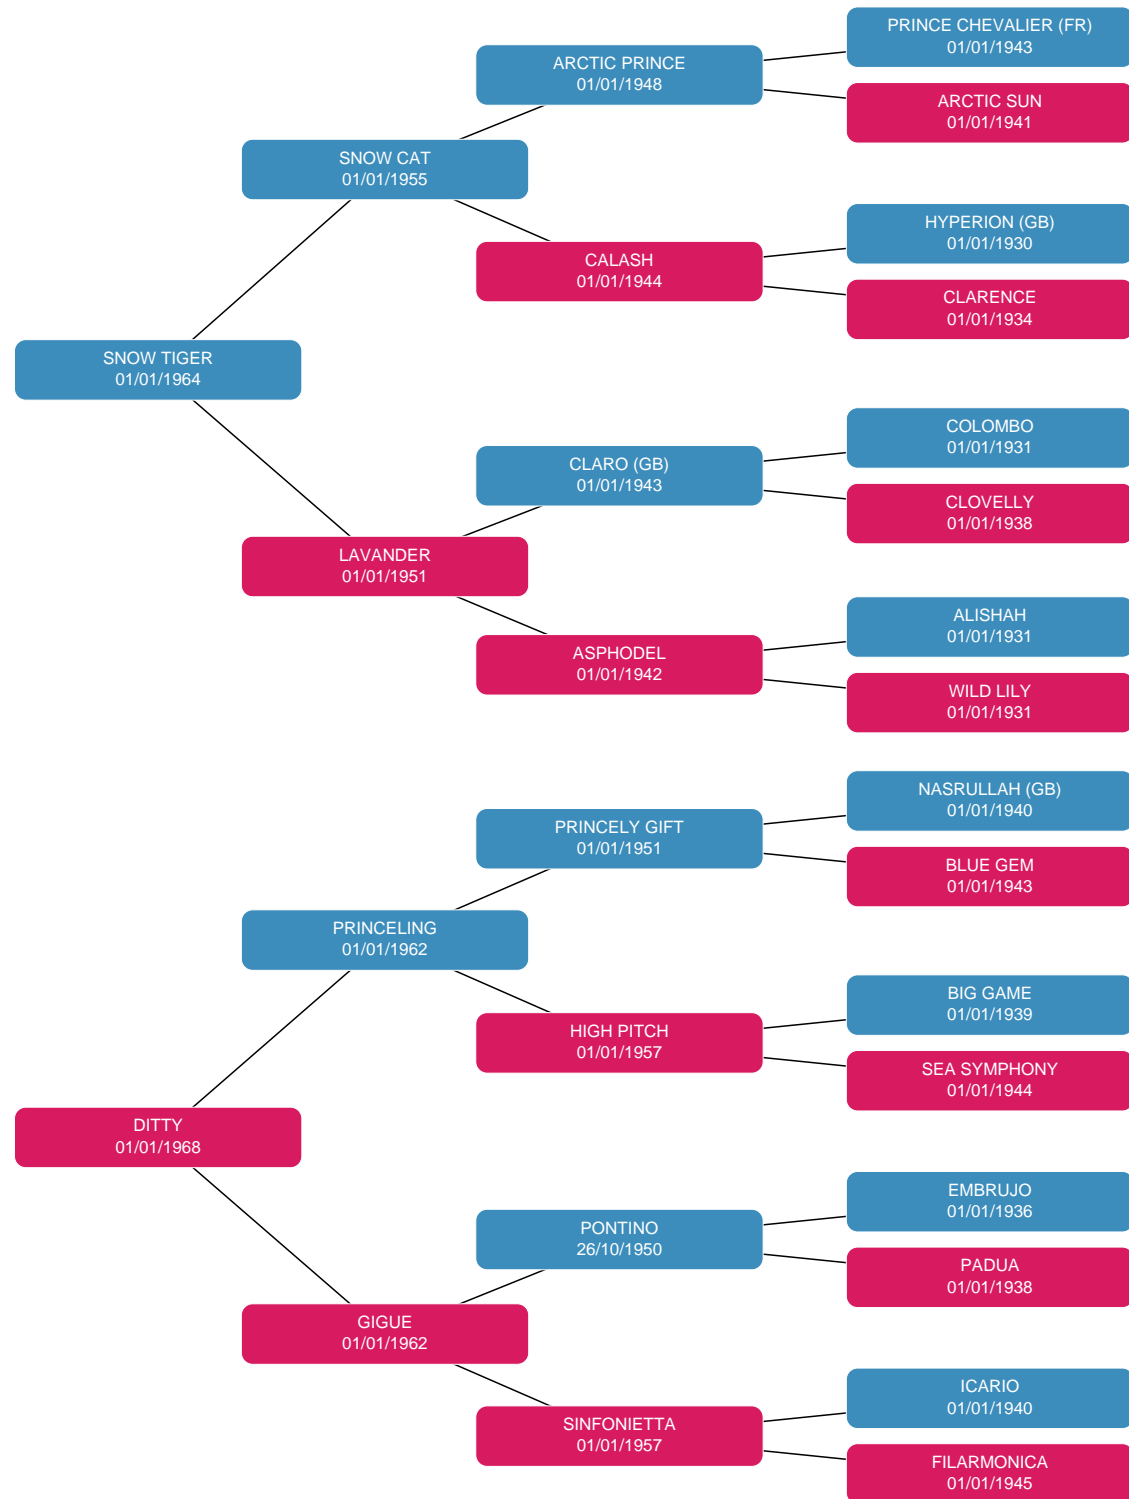 PRINCE CHEVALIER (FR)
01/01/1943
ARCTIC PRINCE
01/01/1948
ARCTIC SUN
01/01/1941
SNOW CAT
01/01/1955
HYPERION (GB)
01/01/1930
CALASH
01/01/1944
CLARENCE
01/01/1934
SNOW TIGER
01/01/1964
COLOMBO
01/01/1931
CLARO (GB)
01/01/1943
CLOVELLY
01/01/1938
LAVANDER
01/01/1951
ALISHAH
01/01/1931
ASPHODEL
01/01/1942
WILD LILY
01/01/1931
NASRULLAH (GB)
01/01/1940
PRINCELY GIFT
01/01/1951
BLUE GEM
01/01/1943
PRINCELING
01/01/1962
BIG GAME
01/01/1939
HIGH PITCH
01/01/1957
SEA SYMPHONY
01/01/1944
DITTY
01/01/1968
EMBRUJO
01/01/1936
PONTINO
26/10/1950
PADUA
01/01/1938
GIGUE
01/01/1962
ICARIO
01/01/1940
SINFONIETTA
01/01/1957
FILARMONICA
01/01/1945